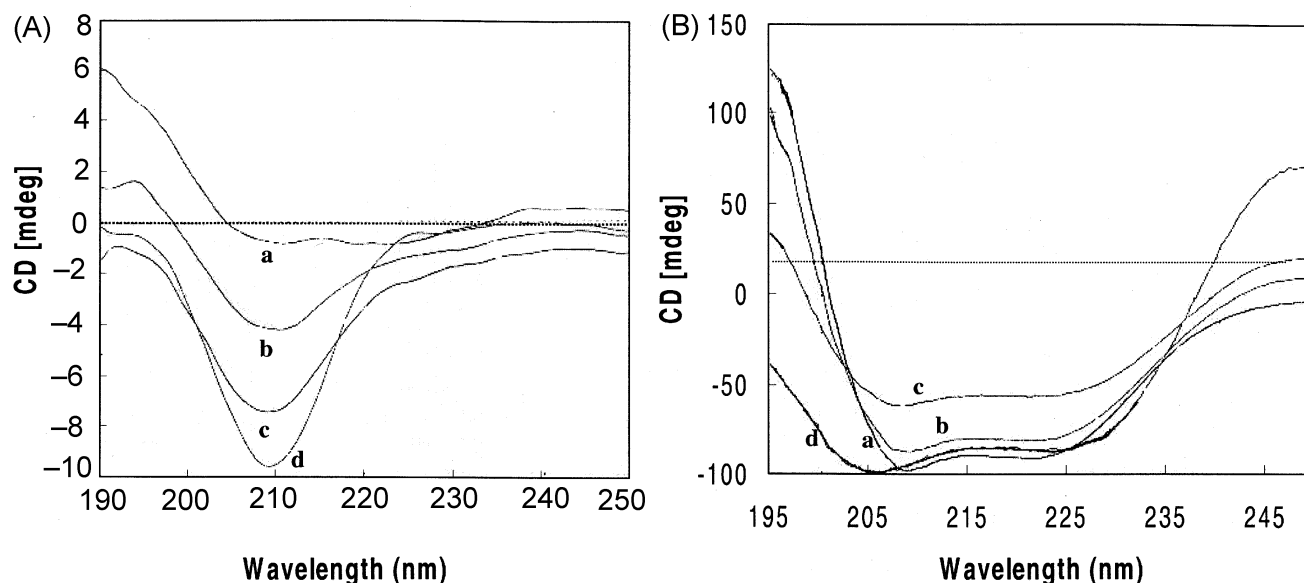 (A)
CD [mdeg]
8
6
4
2
0
–2
–4
–6
–8
–10
a
b
c
d
190 200 210 220 230 240 250
Wavelength (nm)
(B)
CD [mdeg]
150
100
50
0
-50
-100
c
b
a
d
195 205 215 225 235 245
Wavelength (nm)